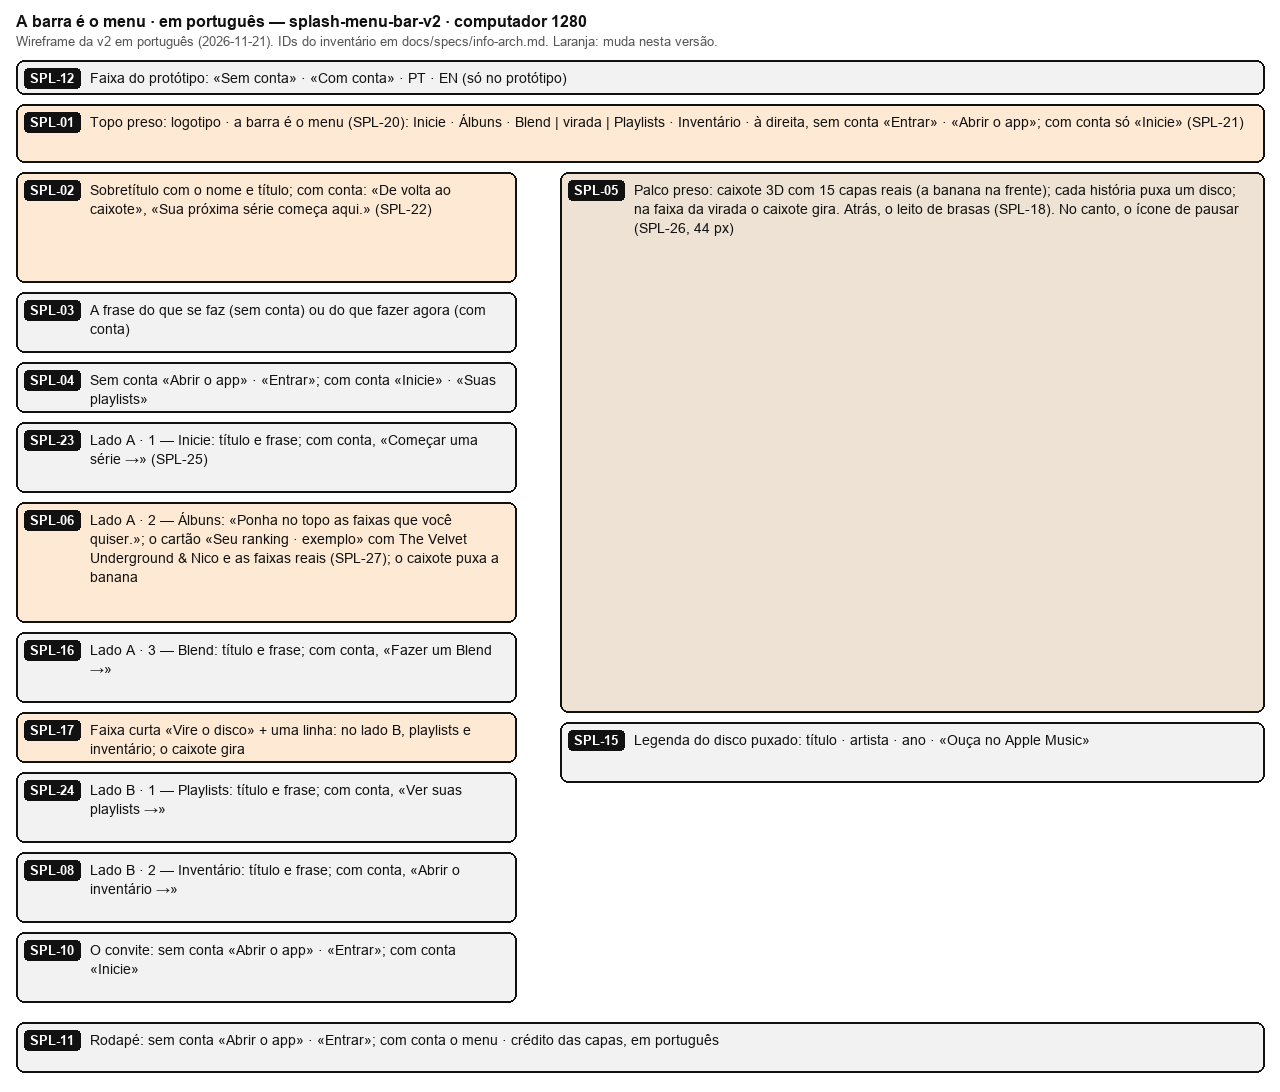 A barra é o menu · em português — splash-menu-bar-v2 · computador 1280
Wireframe da v2 em português (2026-11-21). IDs do inventário em docs/specs/info-arch.md. Laranja: muda nesta versão.
SPL-12 Faixa do protótipo: «Sem conta» · «Com conta» · PT · EN (só no protótipo)
SPL-01 Topo preso: logotipo · a barra é o menu (SPL-20): Inicie · Álbuns · Blend | virada | Playlists · Inventário · à direita, sem conta «Entrar» · «Abrir o app»; com conta só «Inicie» (SPL-21)
SPL-02 Sobretítulo com o nome e título; com conta: «De volta ao
caixote», «Sua próxima série começa aqui.» (SPL-22)
SPL-03 A frase do que se faz (sem conta) ou do que fazer agora (com
conta)
SPL-04 Sem conta «Abrir o app» · «Entrar»; com conta «Inicie» · «Suas
playlists»
SPL-23 Lado A · 1 — Inicie: título e frase; com conta, «Começar uma
série →» (SPL-25)
SPL-06 Lado A · 2 — Álbuns: «Ponha no topo as faixas que você
quiser.»; o cartão «Seu ranking · exemplo» com The Velvet
Underground & Nico e as faixas reais (SPL-27); o caixote puxa a
banana
SPL-16 Lado A · 3 — Blend: título e frase; com conta, «Fazer um Blend
→»
SPL-17 Faixa curta «Vire o disco» + uma linha: no lado B, playlists e
inventário; o caixote gira
SPL-24 Lado B · 1 — Playlists: título e frase; com conta, «Ver suas
playlists →»
SPL-08 Lado B · 2 — Inventário: título e frase; com conta, «Abrir o
inventário →»
SPL-10 O convite: sem conta «Abrir o app» · «Entrar»; com conta
«Inicie»
SPL-05 Palco preso: caixote 3D com 15 capas reais (a banana na frente); cada história puxa um disco;
na faixa da virada o caixote gira. Atrás, o leito de brasas (SPL-18). No canto, o ícone de pausar
(SPL-26, 44 px)
SPL-15 Legenda do disco puxado: título · artista · ano · «Ouça no Apple Music»
SPL-11 Rodapé: sem conta «Abrir o app» · «Entrar»; com conta o menu · crédito das capas, em português